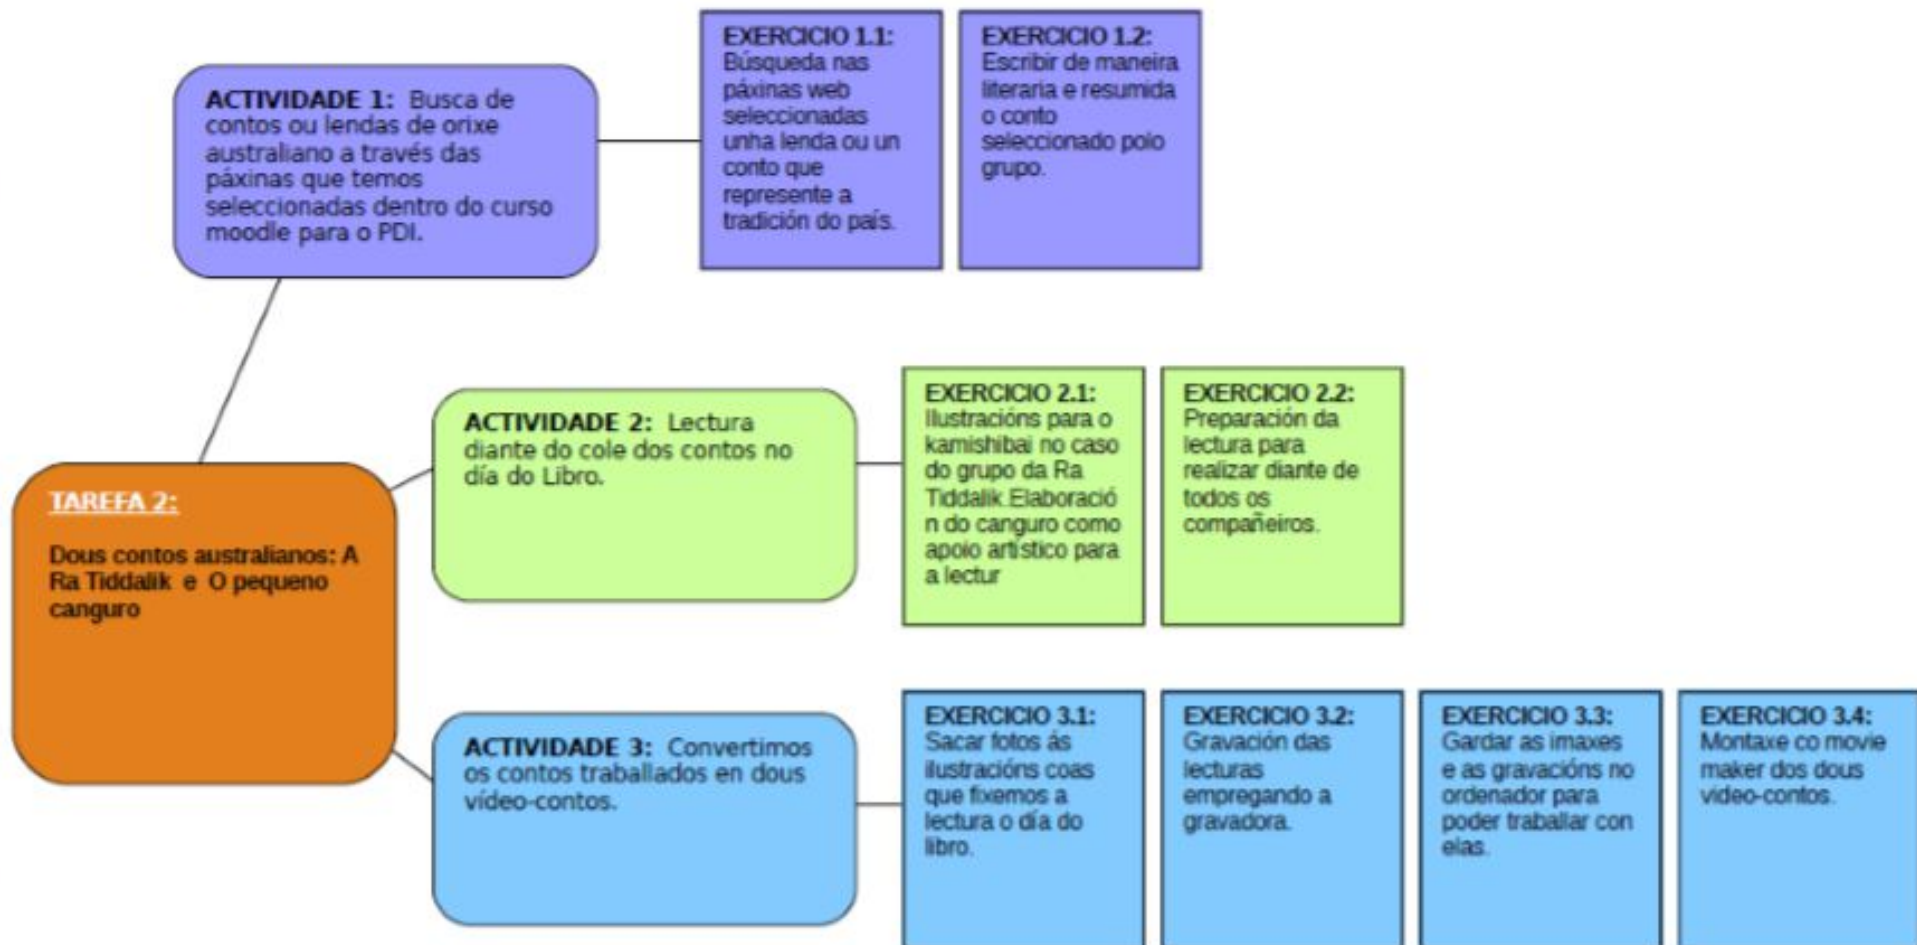 EXERCICIO 1.1:
Búsqueda nas
páxinas web
seleccionadas
unha lenda ou un
conto que
represente a
tradición do país.
EXERCICIO 1.2:
Escribir de maneira
literaria e resumida
o conto
seleccionado polo
grupo.
ACTIVIDADE 1: Busca de
contos ou lendas de orixe
australiano a través das
páxinas que temos
seleccionadas dentro do curso
moodle para o PDI.
EXERCICIO 2.1:
Ilustracións para o
kamishibai no caso
do grupo da Ra
Tiddalik.Elaboració
n do canguro como
apoio artístico para
a lectur
EXERCICIO 2.2:
Preparación da
lectura para
realizar diante de
todos os
compañeiros.
ACTIVIDADE 2: Lectura
diante do cole dos contos no
día do Libro.
TAREFA 2:
Dous contos australianos: A
Ra Tiddalik e O pequeno
canguro
ACTIVIDADE 3: Convertimos
os contos traballados en dous
vídeo-contos.
EXERCICIO 3.1:
Sacar fotos ás
ilustracións coas
que fixemos a
lectura o día do
libro.
EXERCICIO 3.2:
Gravación das
lecturas
empregando a
gravadora.
EXERCICIO 3.3:
Gardar as imaxes
e as gravacións no
ordenador para
poder traballar con
elas.
EXERCICIO 3.4:
Montaxe co movie
maker dos dous
video-contos.